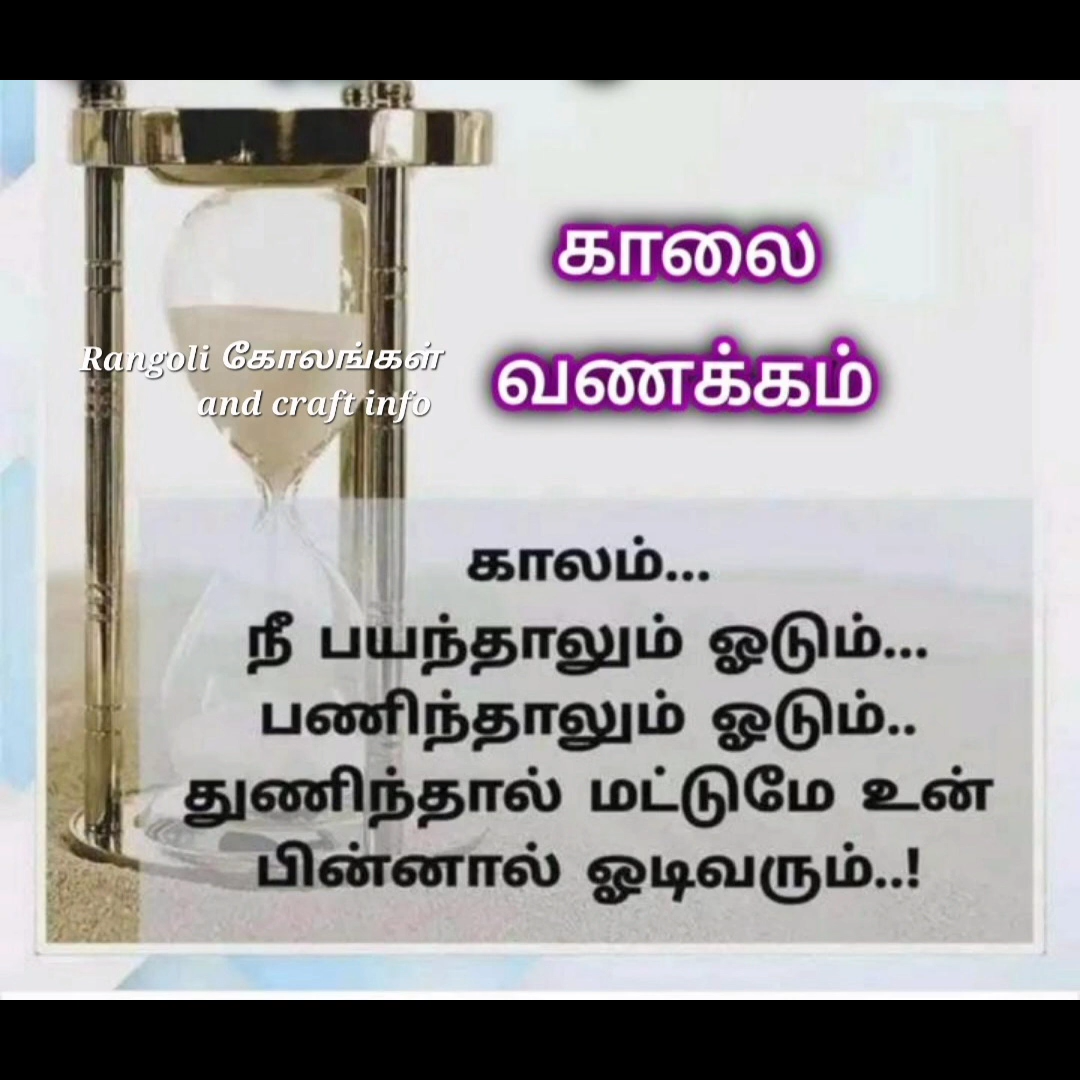 காலை
வணக்கம்
Rangoli கோலங்கள்
and craft info
காலம்...
நீ பயந்தாலும் ஓடும்...
பணிந்தாலும் ஓடும்..
துணிந்தால் மட்டுமே உன்
பின்னால் ஓடிவரும்..!